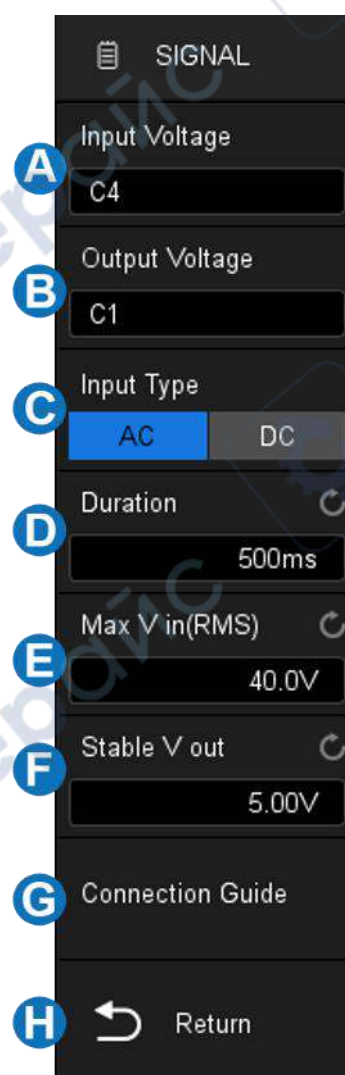 SIGNAL
A
Input Voltage
C4
B
Output Voltage
C1
C
Input Type
AC DC
D
Duration
500ms
E
Max V in(RMS)
40.0V
F
Stable V out
5.00V
G
Connection Guide
H
Return